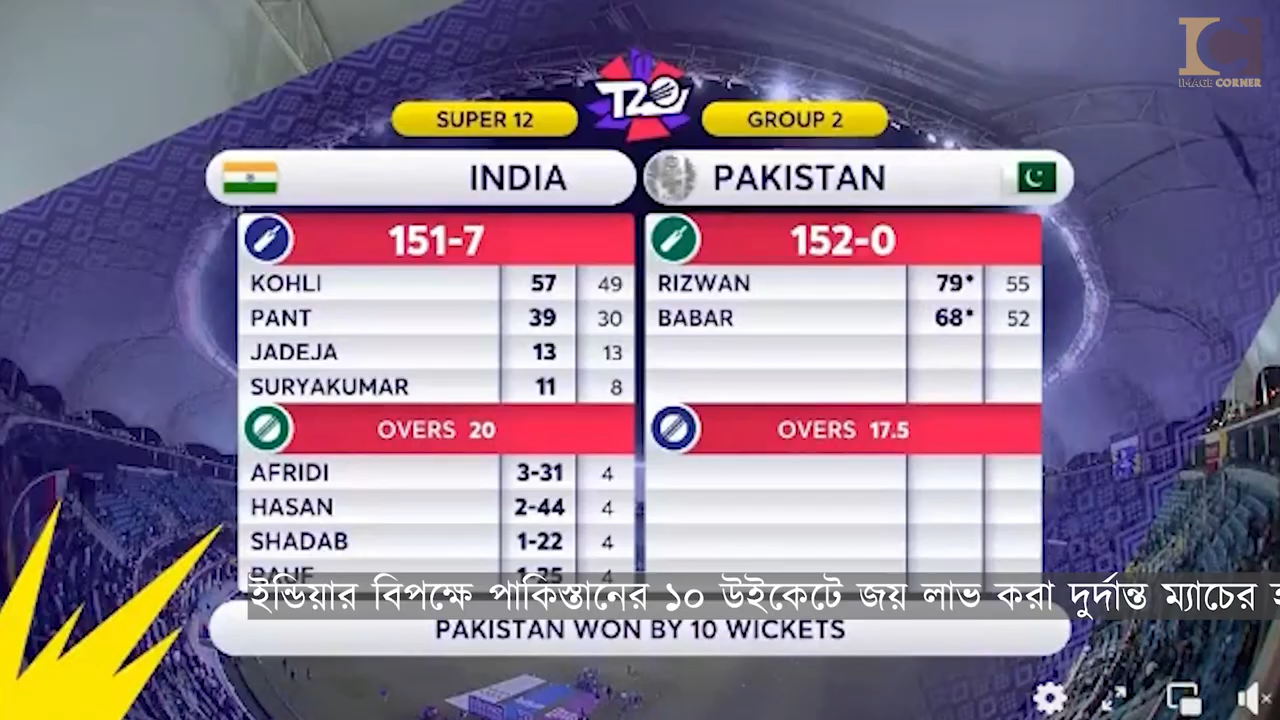 IC
IMAGE CORNER
T20
SUPER 12
GROUP 2
INDIA
PAKISTAN
151-7
KOHLI 57 49
PANT 39 30
JADEJA 13 13
SURYAKUMAR 11 8
OVERS 20
AFRIDI 3-31 4
HASAN 2-44 4
SHADAB 1-22 4
152-0
RIZWAN 79* 55
BABAR 68* 52
OVERS 17.5
ইন্ডিয়ার বিপক্ষে পাকিস্তানের ১০ উইকেটে জয় লাভ করা দুর্দান্ত ম্যাচের
PAKISTAN WON BY 10 WICKETS